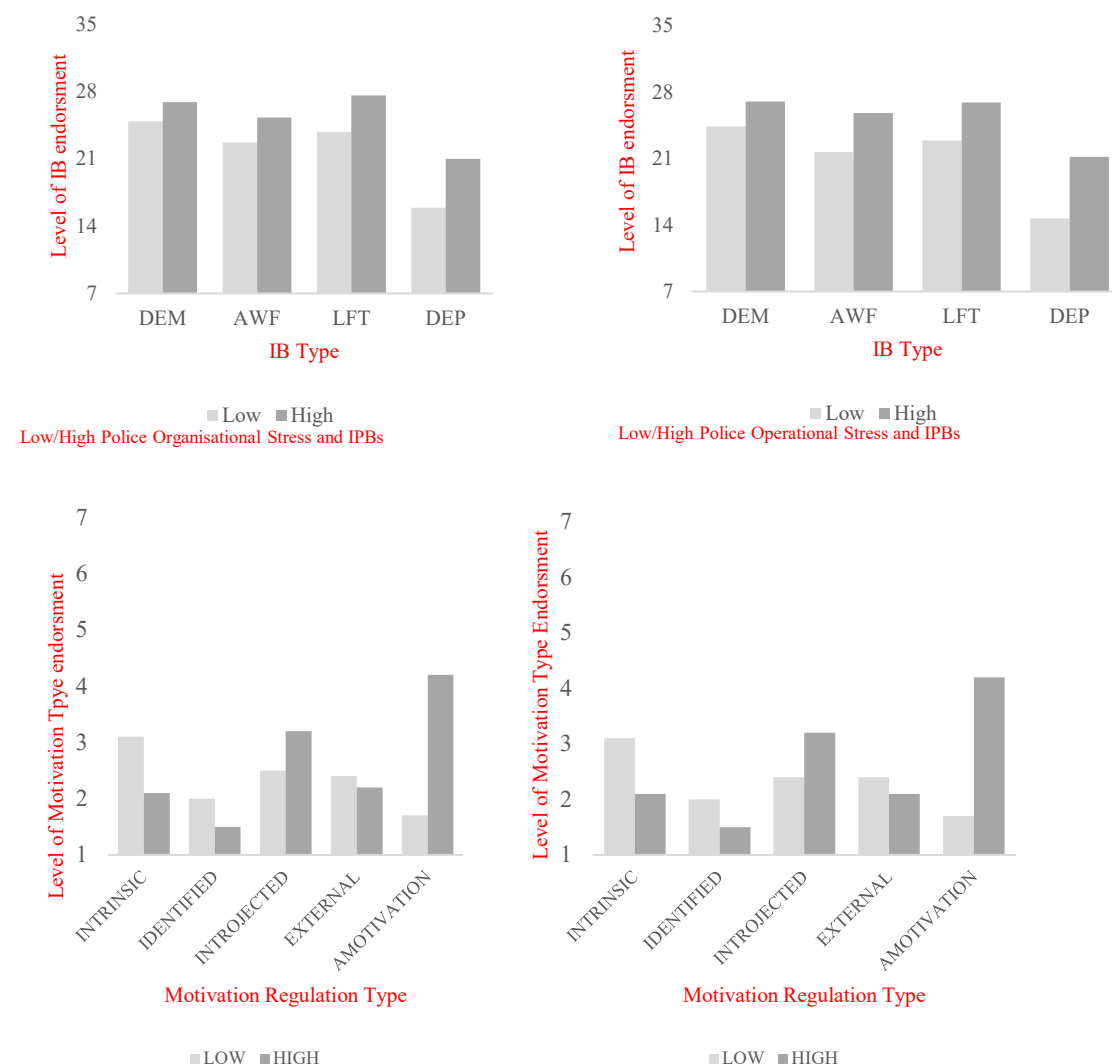 35
28
21
14
7
Level of IB endorsment
DEM AWF LFT DEP
IB Type
Low High
Low/High Police Organisational Stress and IPBs
35
28
21
14
7
Level of IB endorsment
DEM AWF LFT DEP
IB Type
Low High
Low/High Police Operational Stress and IPBs
7
6
5
4
3
2
1
Level of Motivation Tpye endorsment
INTRINSIC IDENTIFIED INTROJECTED EXTERNAL AMOTIVATION
Motivation Regulation Type
LOW HIGH
7
6
5
4
3
2
1
Level of Motivation Type Endorsment
INTRINSIC IDENTIFIED INTROJECTED EXTERNAL AMOTIVATION
Motivation Regulation Type
LOW HIGH